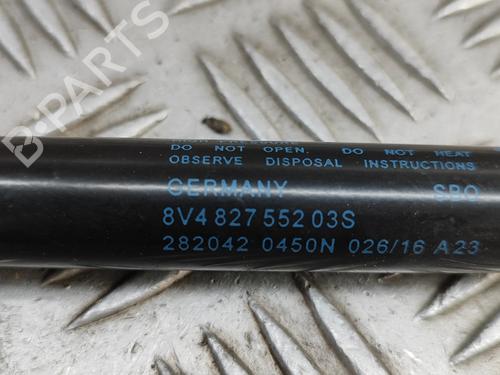 DO NOT OPEN. DO NOT HEAT
OBSERVE DISPOSAL INSTRUCTIONS
GERMANY SBO
8V4 827 552 03S
282042 0450N 026/16 A23
B-PARTS